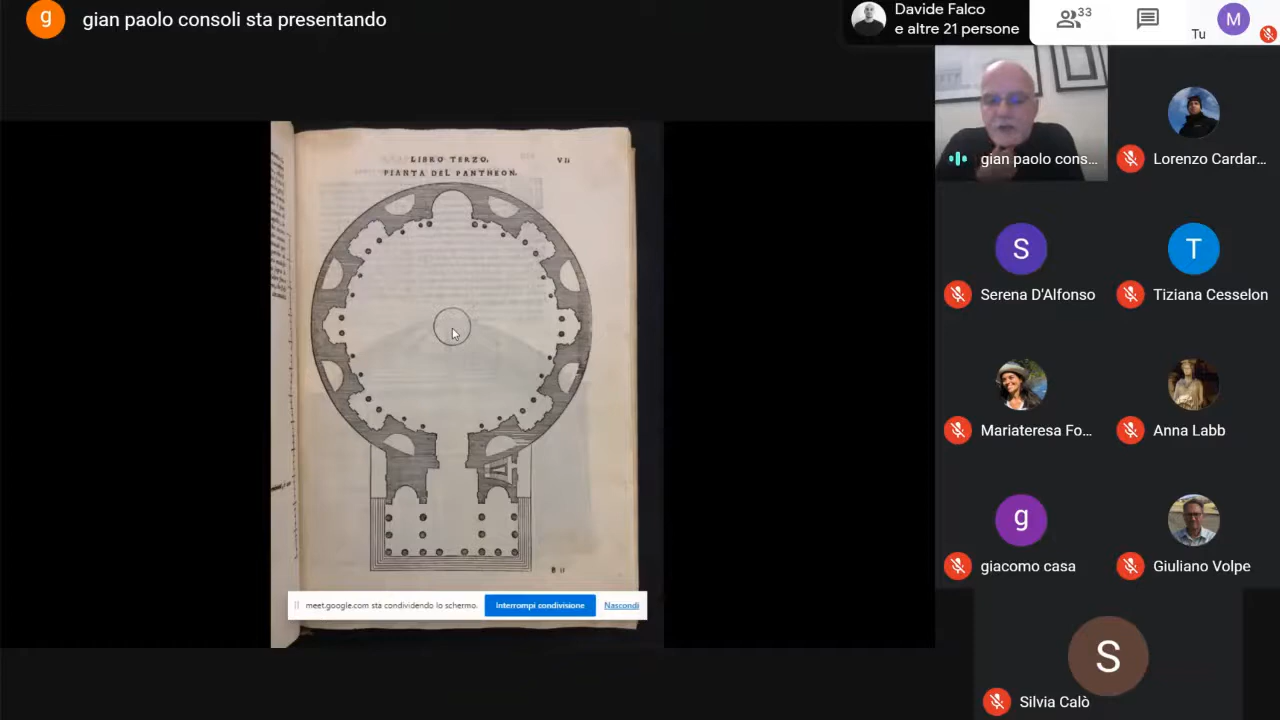 g
gian paolo consoli sta presentando
Davide Falco
e altre 21 persone
33
Tu
M
LIBRO TERZO.
VII
PIANTA DEL PANTHEON.
B II
meet.google.com sta condividendo lo schermo.
Interrompi condivisione
Nascondi
gian paolo cons...
Lorenzo Cardar...
S
Serena D'Alfonso
T
Tiziana Cesselon
Mariateresa Fo...
Anna Labb
g
giacomo casa
Giuliano Volpe
S
Silvia Calò